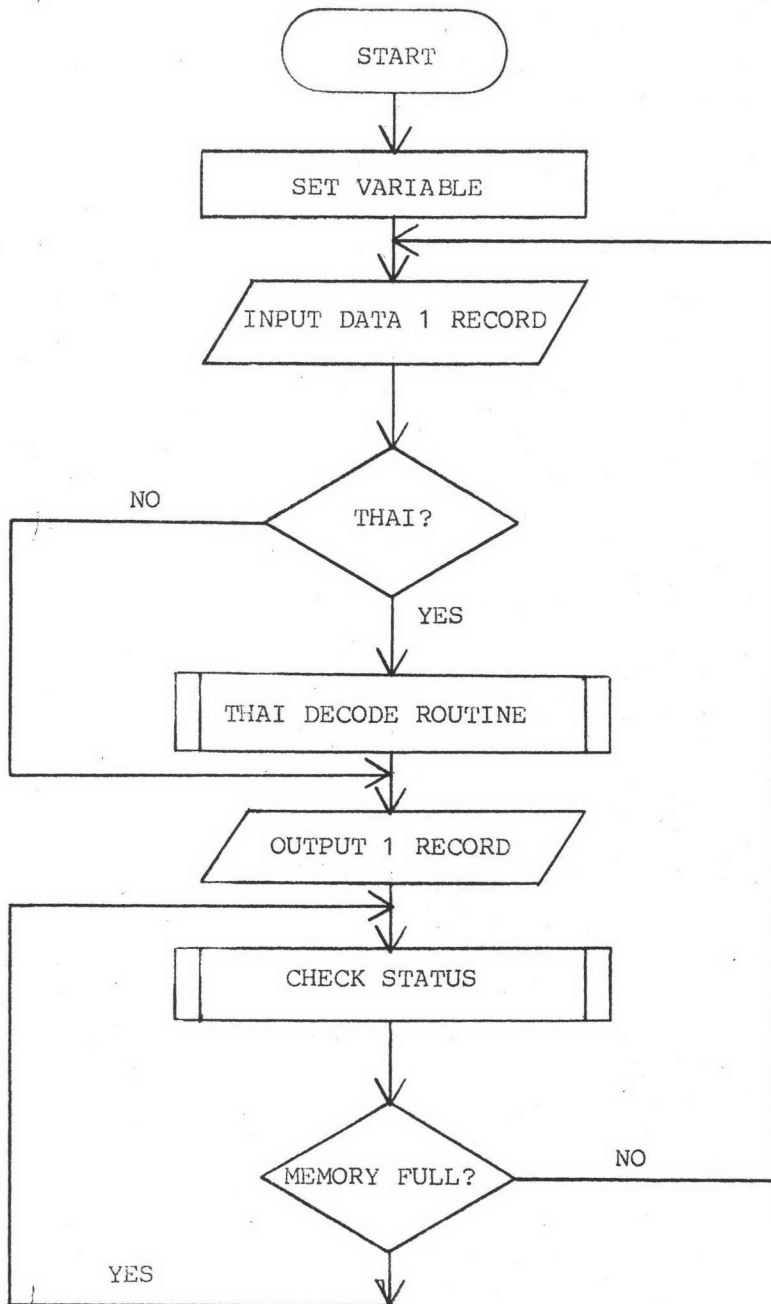 START
SET VARIABLE
INPUT DATA 1 RECORD
THAI?
NO
YES
THAI DECODE ROUTINE
OUTPUT 1 RECORD
CHECK STATUS
MEMORY FULL?
NO
YES